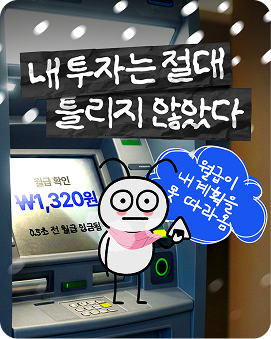 내 투자는 절대
틀리지 않았다
월급이
내 계획을
못 따라옴
월급 확인
₩1,320원
0.5초 전 월급 입금됨